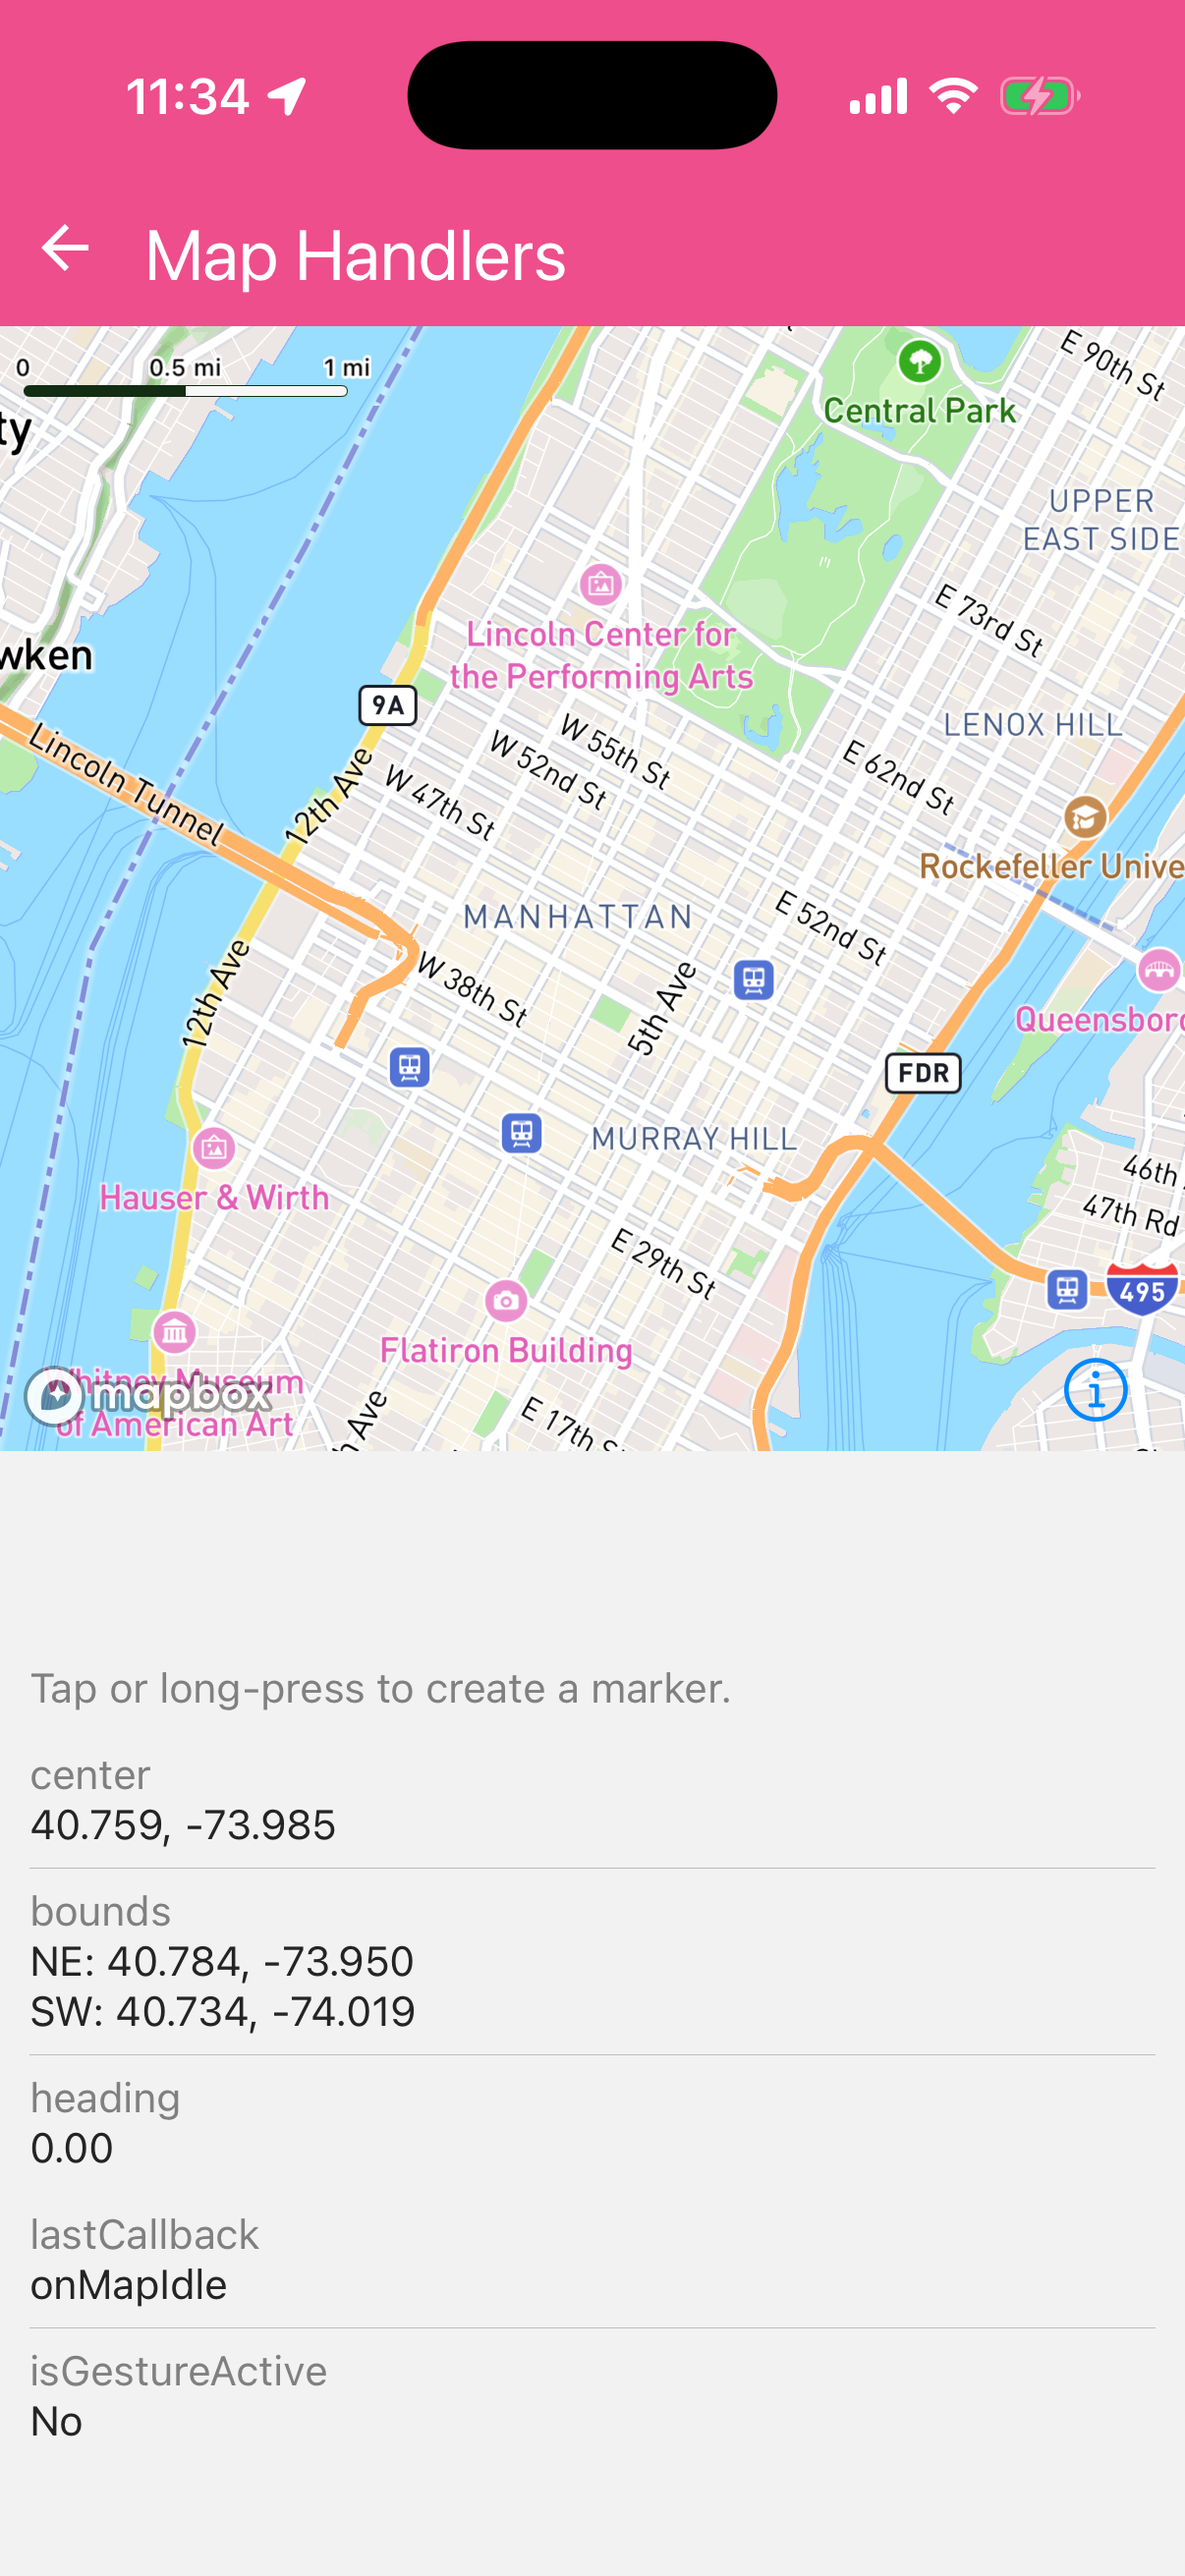 11:34
Map Handlers
0 0.5 mi 1 mi
E 90th St
Central Park
ty
UPPER
EAST SIDE
E 73rd St
Lincoln Center for
the Performing Arts
wken
9A
LENOX HILL
W 55th St
W 52nd St
E 62nd St
W 47th St
Lincoln Tunnel
12th Ave
Rockefeller Unive
MANHATTAN
E 52nd St
W 38th St
12th Ave
5th Ave
Queensboro
FDR
MURRAY HILL
46th
47th Rd
Hauser & Wirth
E 29th St
495
Flatiron Building
Whitney Museum
of American Art
mapbox
h Ave
E 17th St
Tap or long-press to create a marker.
center
40.759, -73.985
bounds
NE: 40.784, -73.950
SW: 40.734, -74.019
heading
0.00
lastCallback
onMapIdle
isGestureActive
No